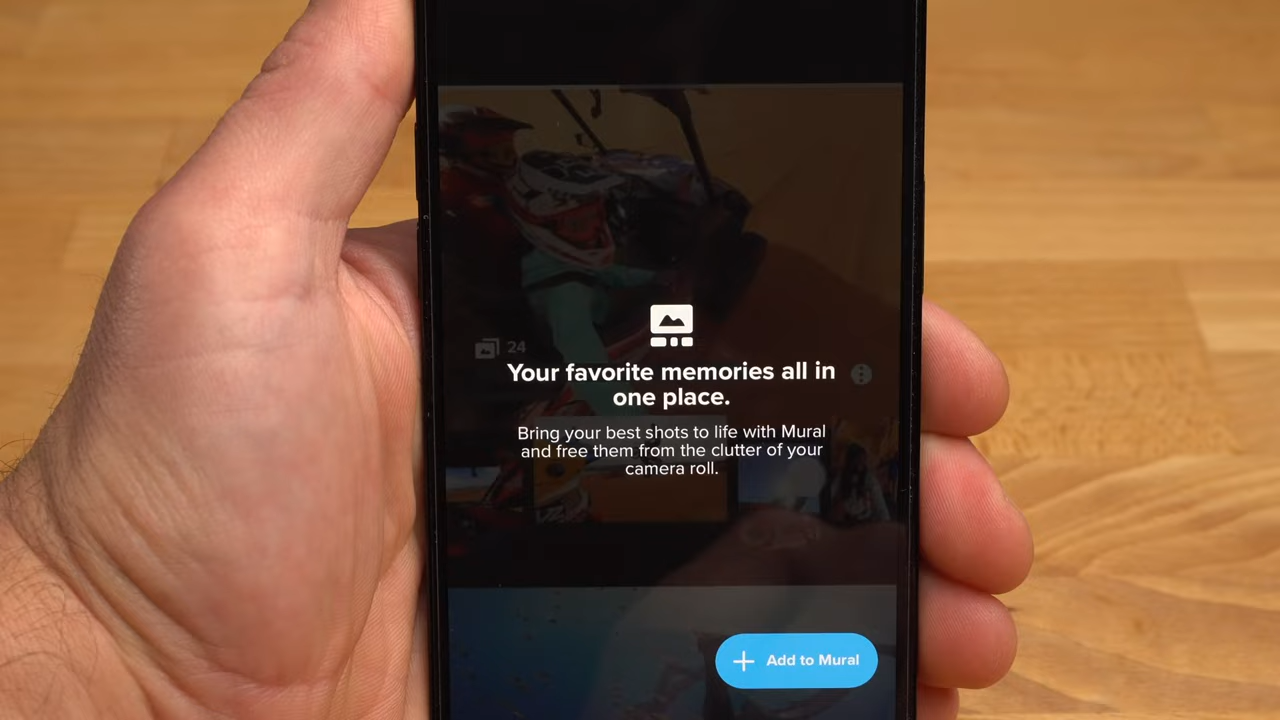 24
Your favorite memories all in
one place.
Bring your best shots to life with Mural
and free them from the clutter of your
camera roll.
Add to Mural